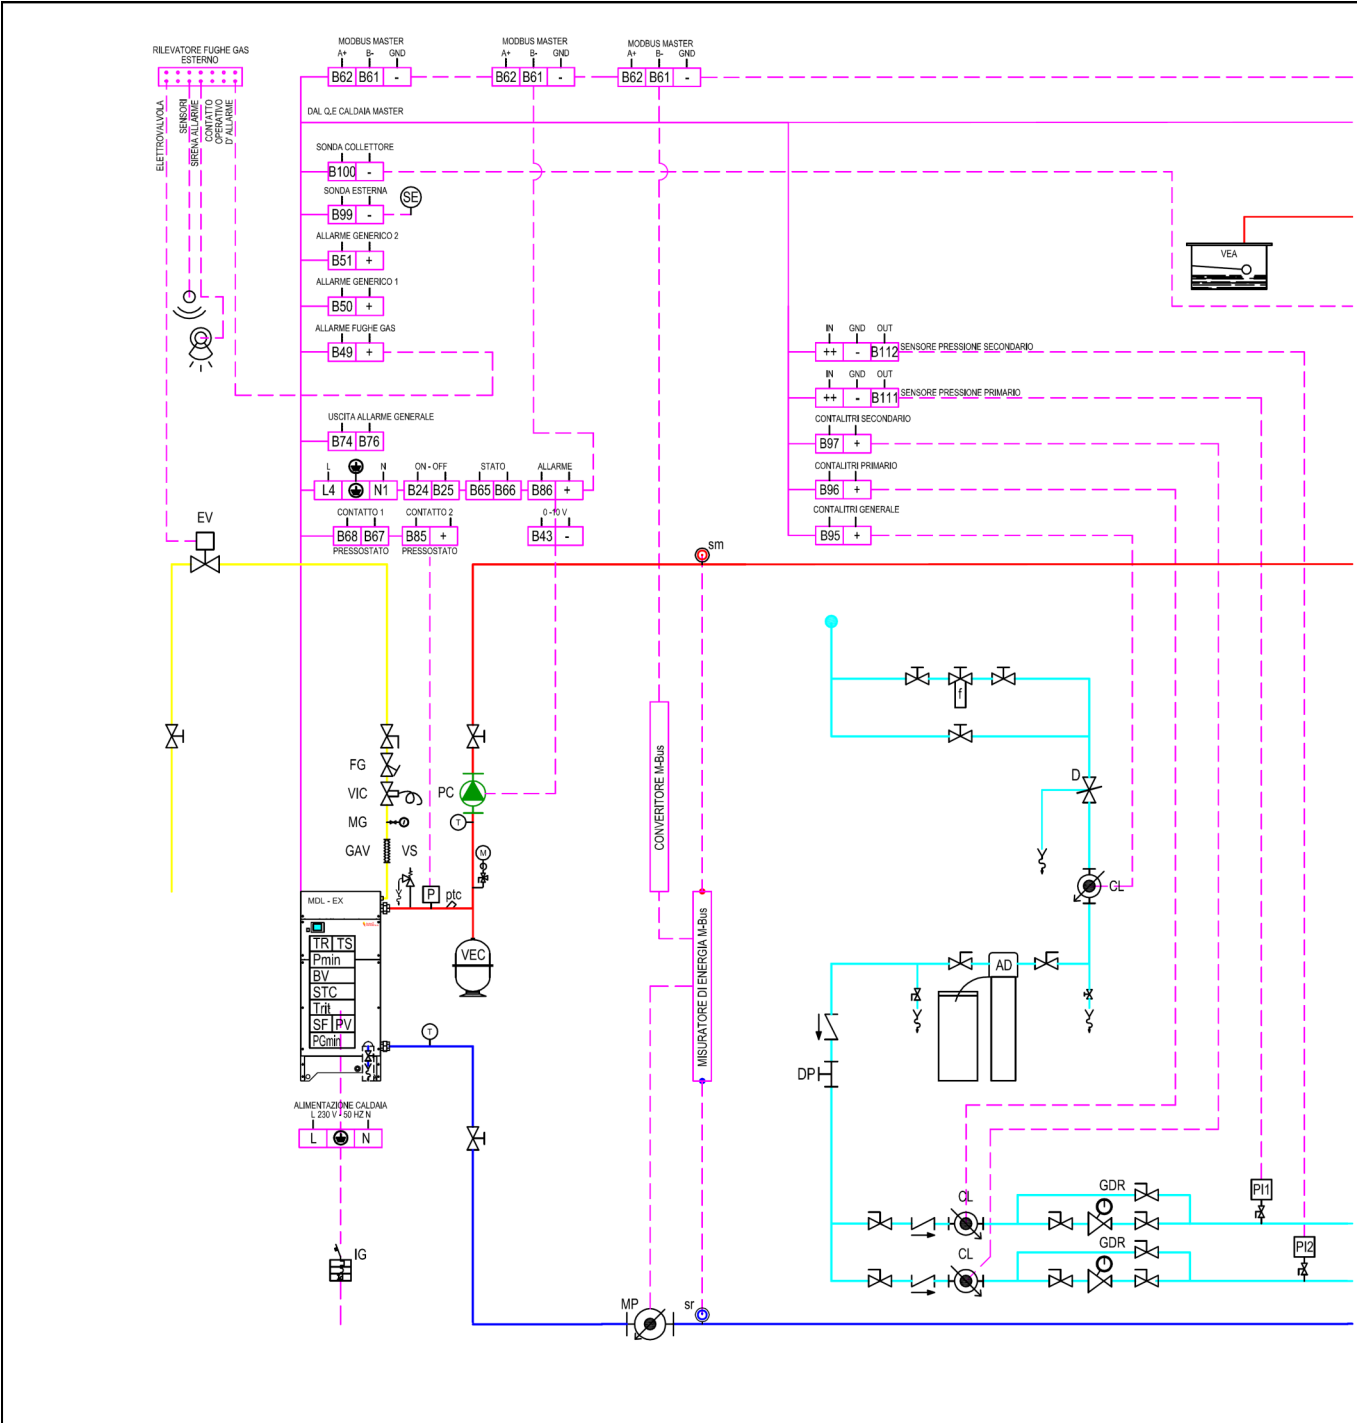 RILEVATORE FUGHE GAS
ESTERNO
ELETTROVALVOLA
SENSORI
SIRENA ALLARME
CONTATTO
OPERATIVO
D' ALLARME
MODBUS MASTER
A+ B- GND
B62 B61 -
MODBUS MASTER
A+ B- GND
B62 B61 -
MODBUS MASTER
A+ B- GND
B62 B61 -
DAL Q.E CALDAIA MASTER
SONDA COLLETTORE
B100 -
SONDA ESTERNA
B99 -
SE
ALLARME GENERICO 2
B51 +
ALLARME GENERICO 1
B50 +
ALLARME FUGHE GAS
B49 +
USCITA ALLARME GENERALE
B74 B76
L N ON - OFF STATO ALLARME
L4 N1 B24 B25 B65 B66 B86 +
CONTATTO 1 CONTATTO 2 0 -10 V
B68 B67 B85 + B43 -
PRESSOSTATO PRESSOSTATO
VEA
IN GND OUT
++ - B112 SENSORE PRESSIONE SECONDARIO
IN GND OUT
++ - B111 SENSORE PRESSIONE PRIMARIO
CONTALITRI SECONDARIO
B97 +
CONTALITRI PRIMARIO
B96 +
CONTALITRI GENERALE
B95 +
EV
sm
f
FG
VIC
MG
GAV
VS
PC
T
M
P
ptc
VEC
CONVERITORE M-Bus
MISURATORE DI ENERGIA M-Bus
D
CL
AD
DP
MDL - EX
TR TS
Pmin
BV
STC
Trit
SF PV
PGmin
T
ALIMENTAZIONE CALDAIA
L 230 V - 50 HZ N
L N
IG
MP
sr
CL
GDR
PI1
CL
GDR
PI2